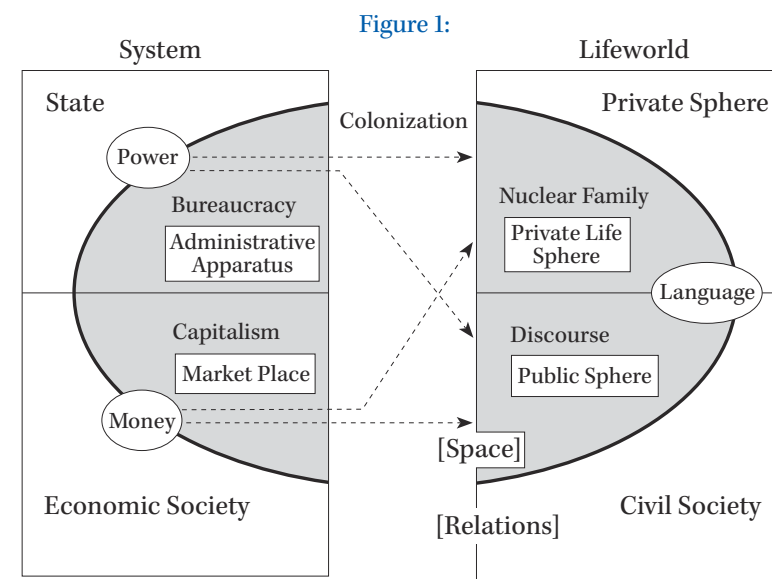 Figure 1:
System
Lifeworld
State
Private Sphere
Colonization
Power
Nuclear Family
Bureaucracy
Private Life
Sphere
Administrative
Apparatus
Language
Capitalism
Discourse
Market Place
Public Sphere
Money
[Space]
Economic Society
Civil Society
[Relations]